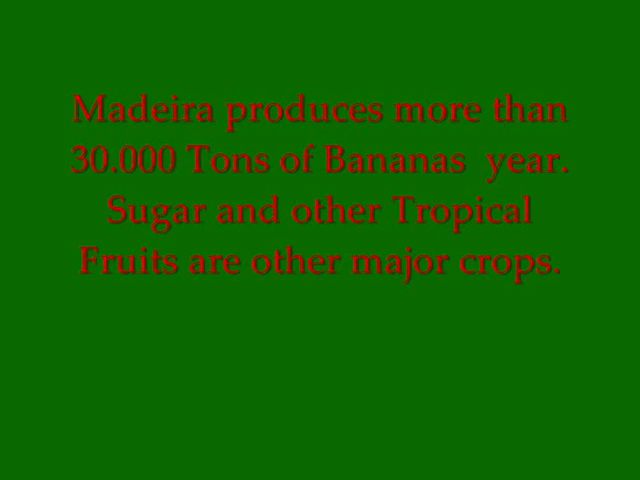 Madeira produces more than
30.000 Tons of Bananas  year.
Sugar and other Tropical
Fruits are other major crops.